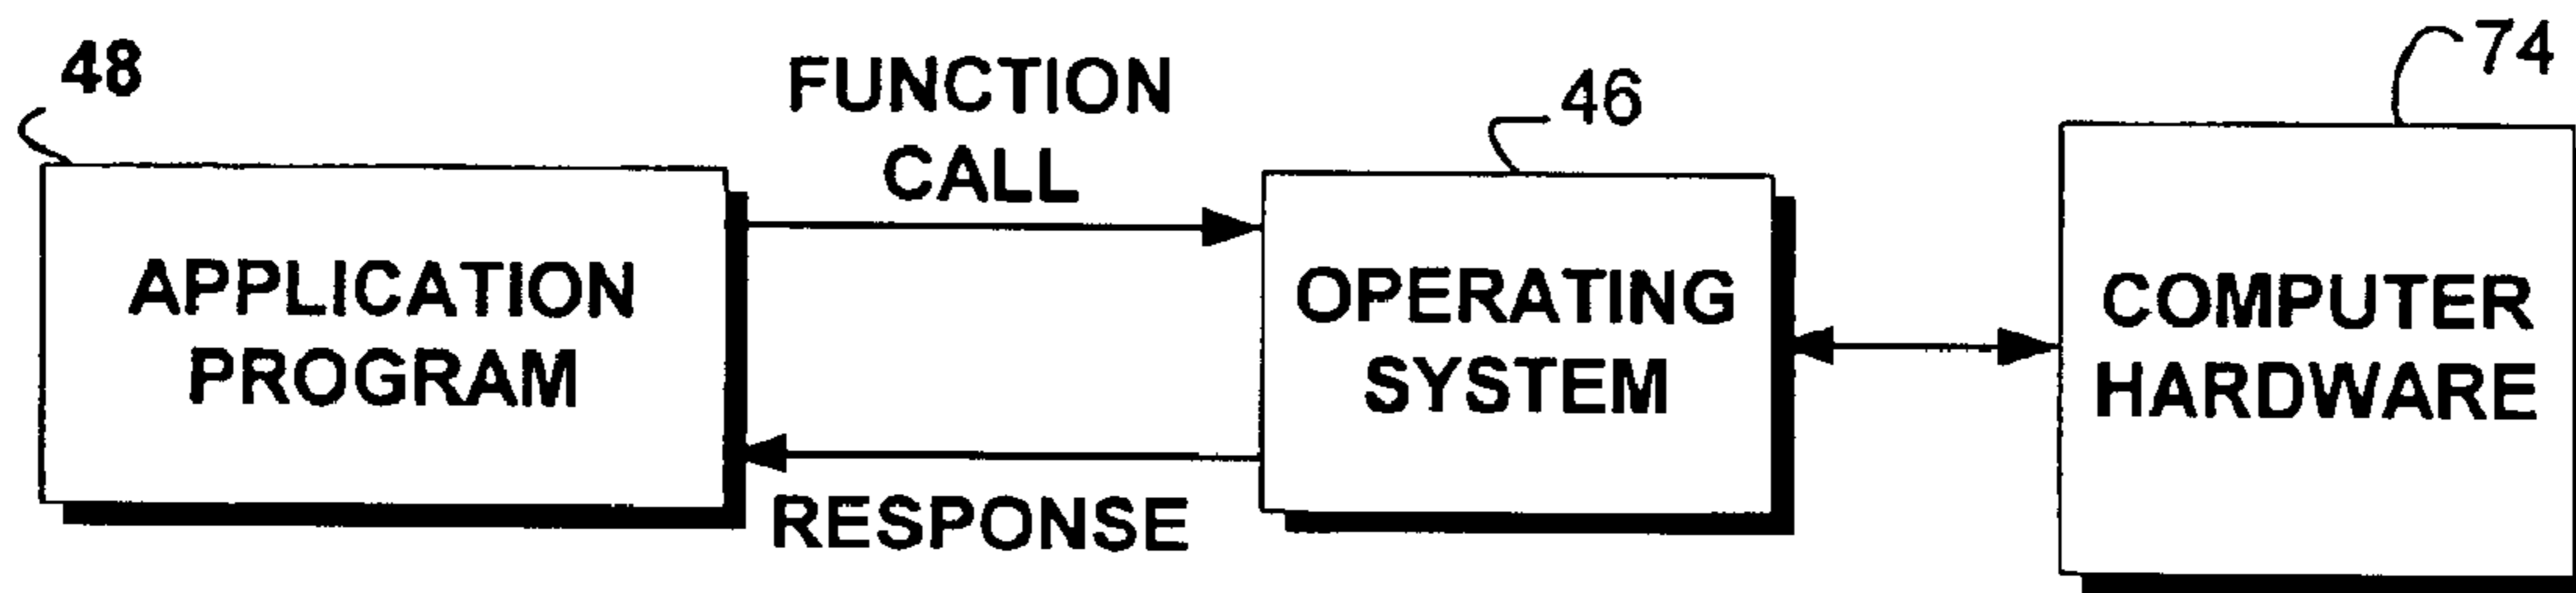 48
FUNCTION
CALL
46
74
APPLICATION
PROGRAM
OPERATING
SYSTEM
COMPUTER
HARDWARE
RESPONSE